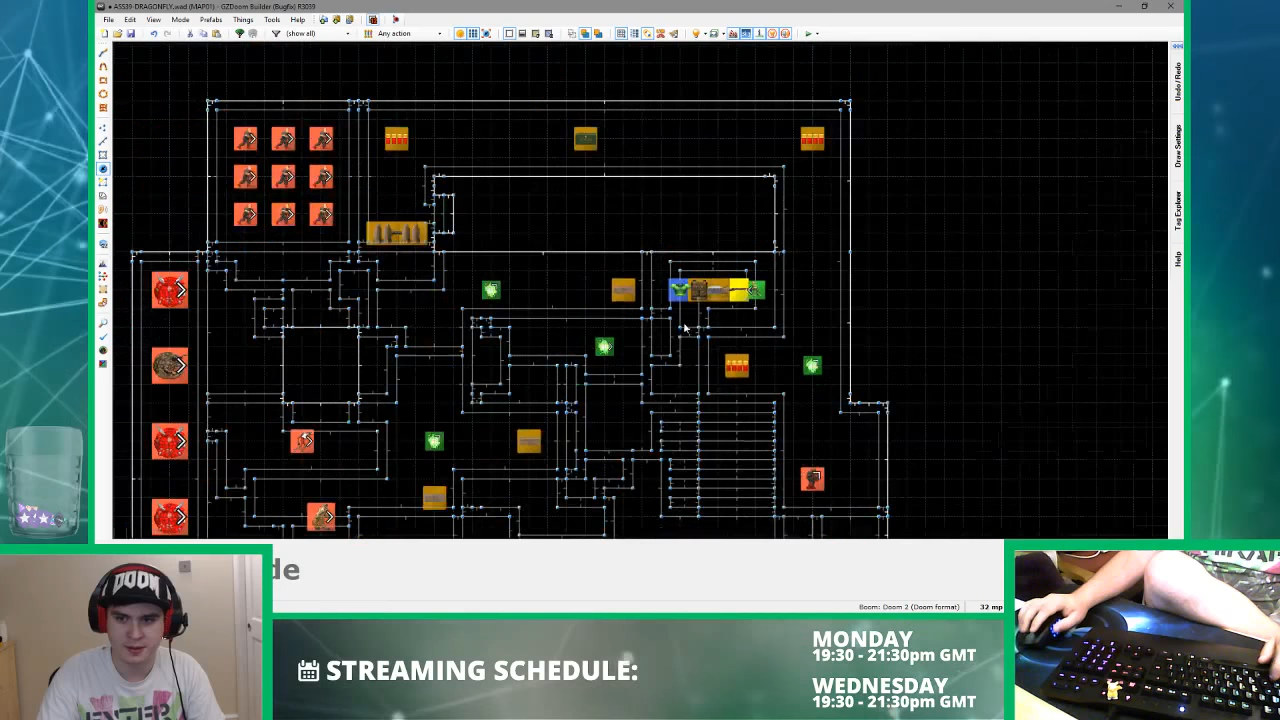 ASS39-DRAGONFLY.wad (MAP01) - GZDoom Builder (Bugfix) R3039
File Edit View Mode Prefabs Tools Help
(show all) Any action
Undo / Redo
Draw Settings
Tag Explorer
Help
de
Boom: Doom 2 (Doom format) 32 mp
STREAMING SCHEDULE:
MONDAY
19:30 - 21:30pm GMT
WEDNESDAY
19:30 - 21:30pm GMT
DOOM
ENTER